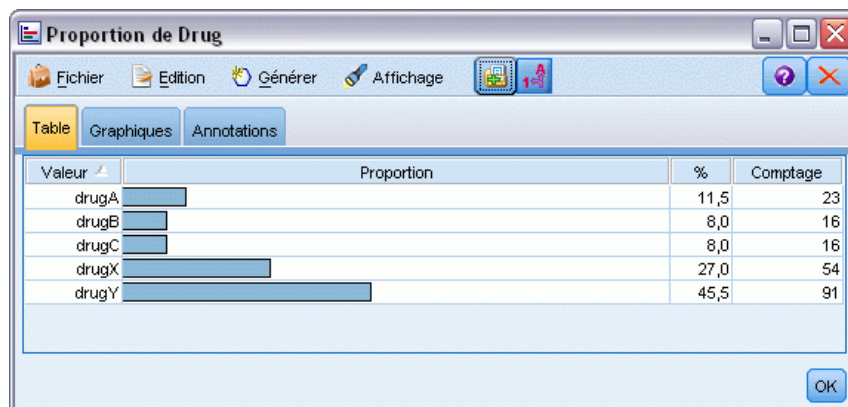 Proportion de Drug
Fichier Edition Générer Affichage
Table Graphiques Annotations
Valeur Proportion % Comptage
drugA 11,5 23
drugB 8,0 16
drugC 8,0 16
drugX 27,0 54
drugY 45,5 91
OK